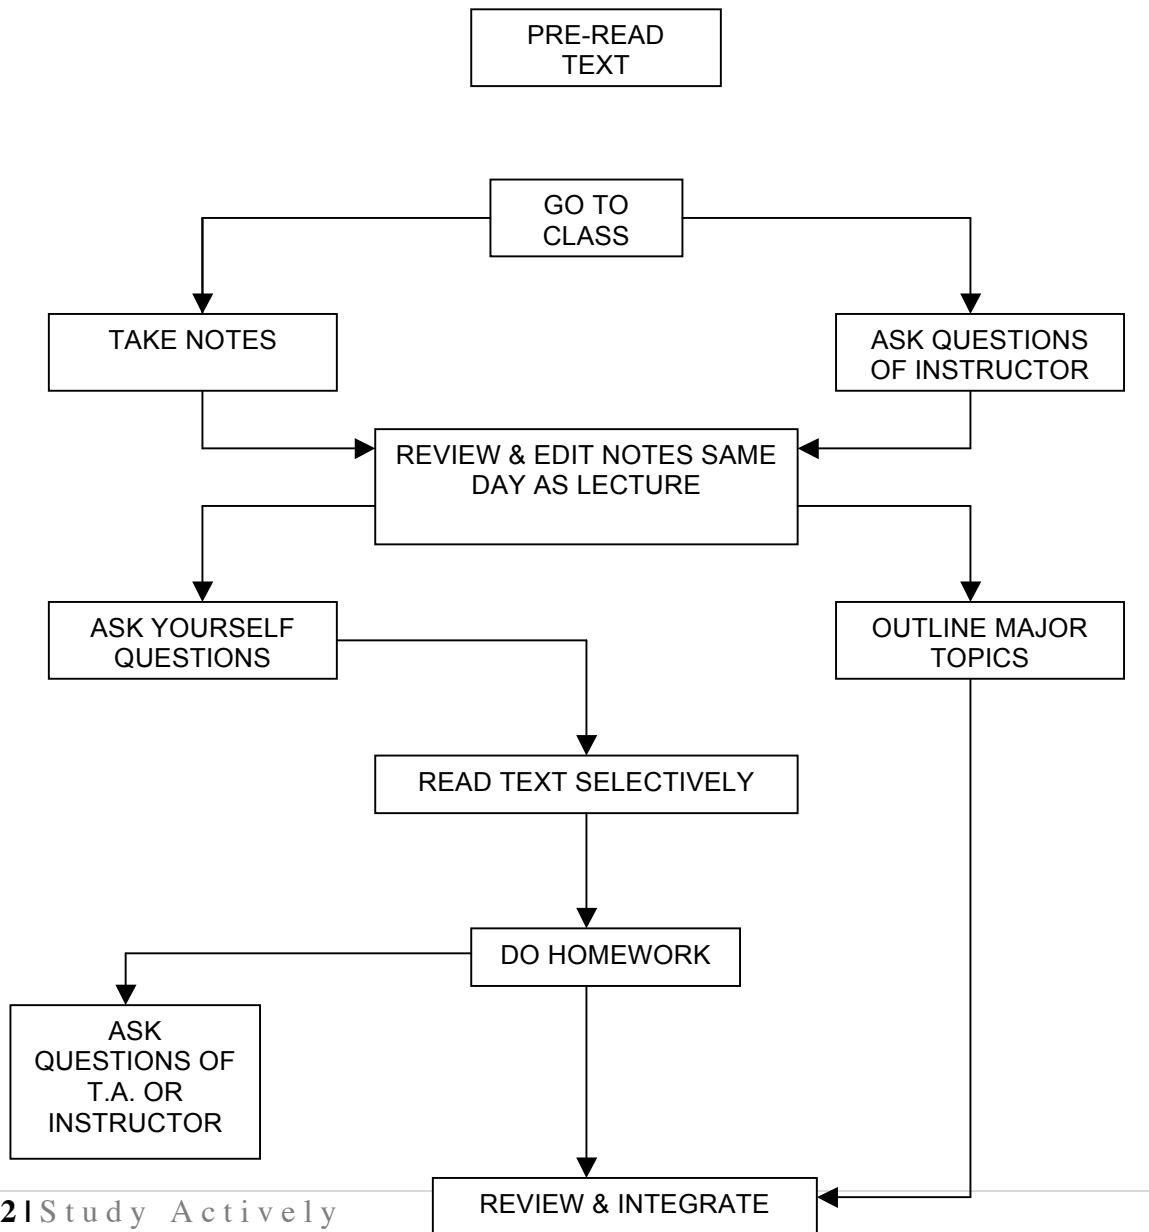 PRE-READ
TEXT
GO TO
CLASS
TAKE NOTES
ASK QUESTIONS
OF INSTRUCTOR
REVIEW & EDIT NOTES SAME
DAY AS LECTURE
ASK YOURSELF
QUESTIONS
OUTLINE MAJOR
TOPICS
READ TEXT SELECTIVELY
DO HOMEWORK
ASK
QUESTIONS OF
T.A. OR
INSTRUCTOR
REVIEW & INTEGRATE
2 | Study Actively